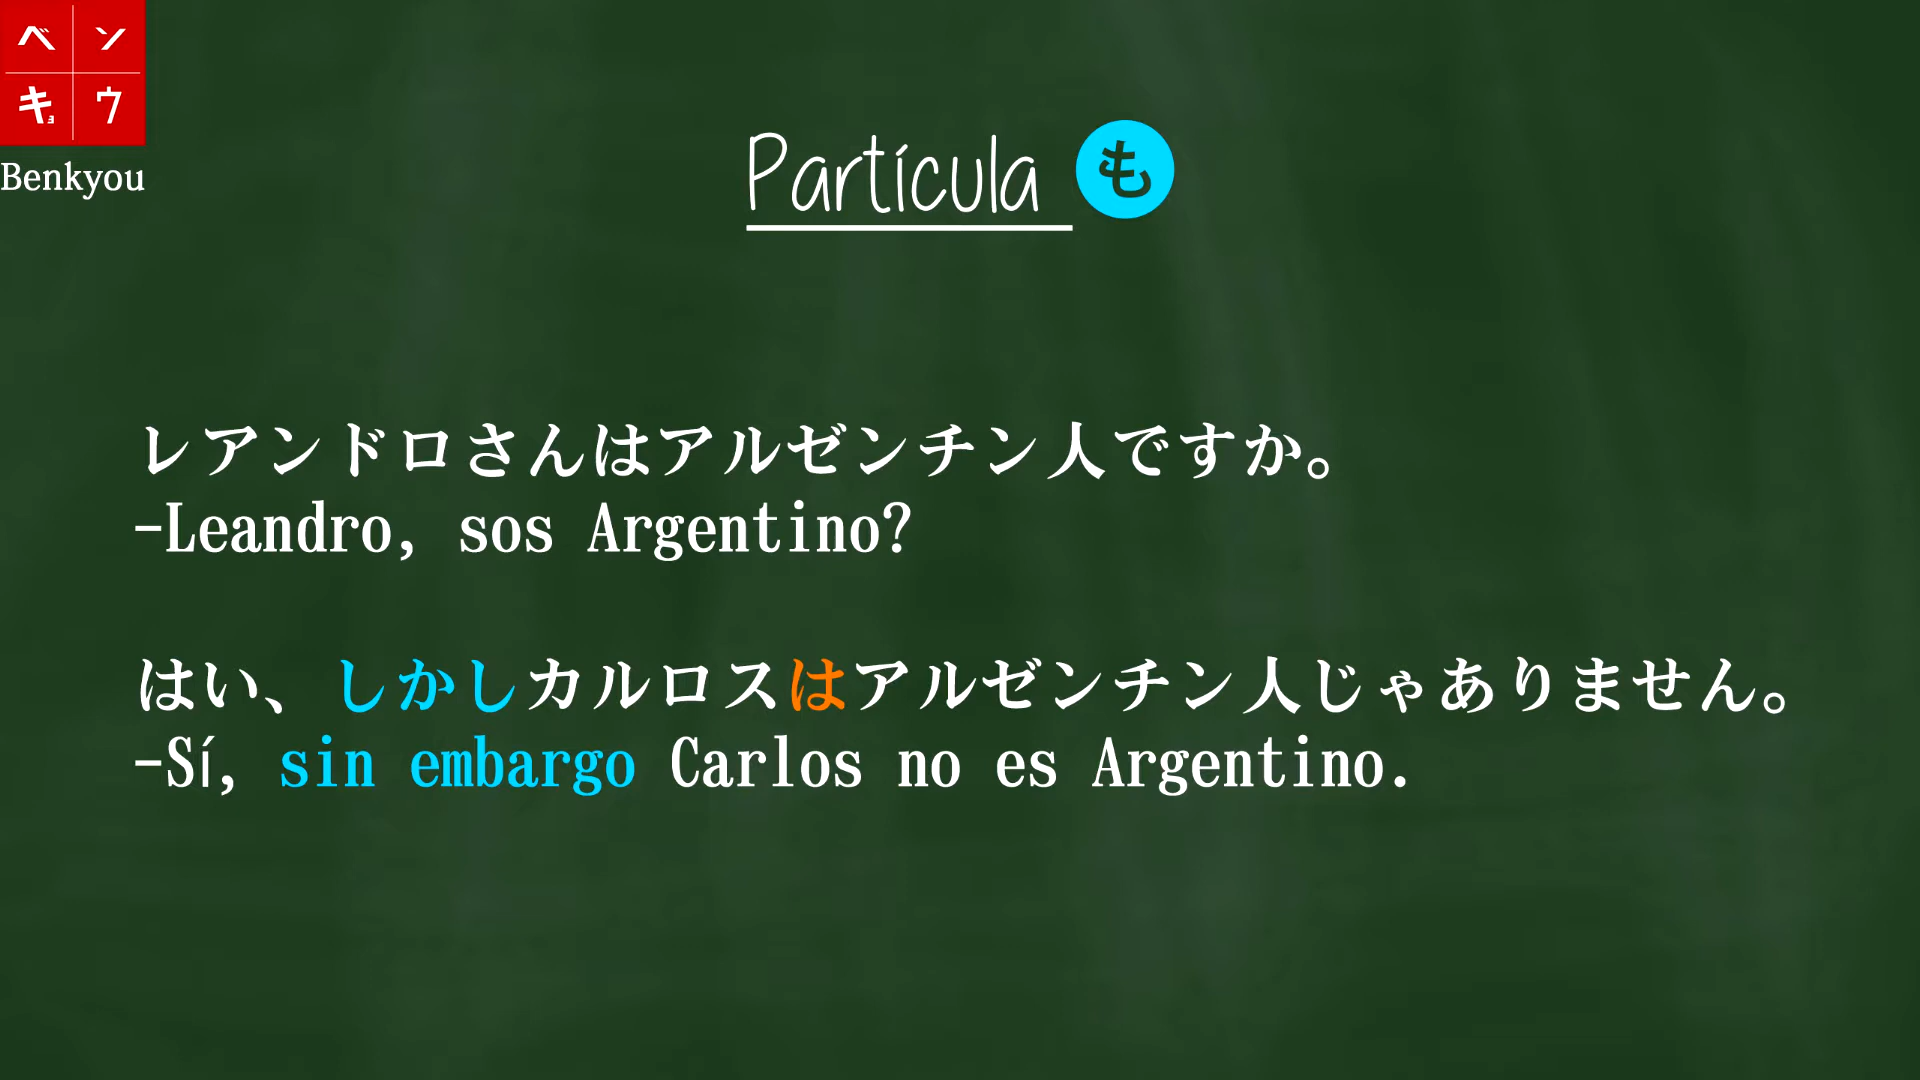 ベン
キョウ
Benkyou
Partícula も
レアンドロさんはアルゼンチン人ですか。
-Leandro, sos Argentino?
はい、しかしカルロスはアルゼンチン人じゃありません。
-Sí, sin embargo Carlos no es Argentino.